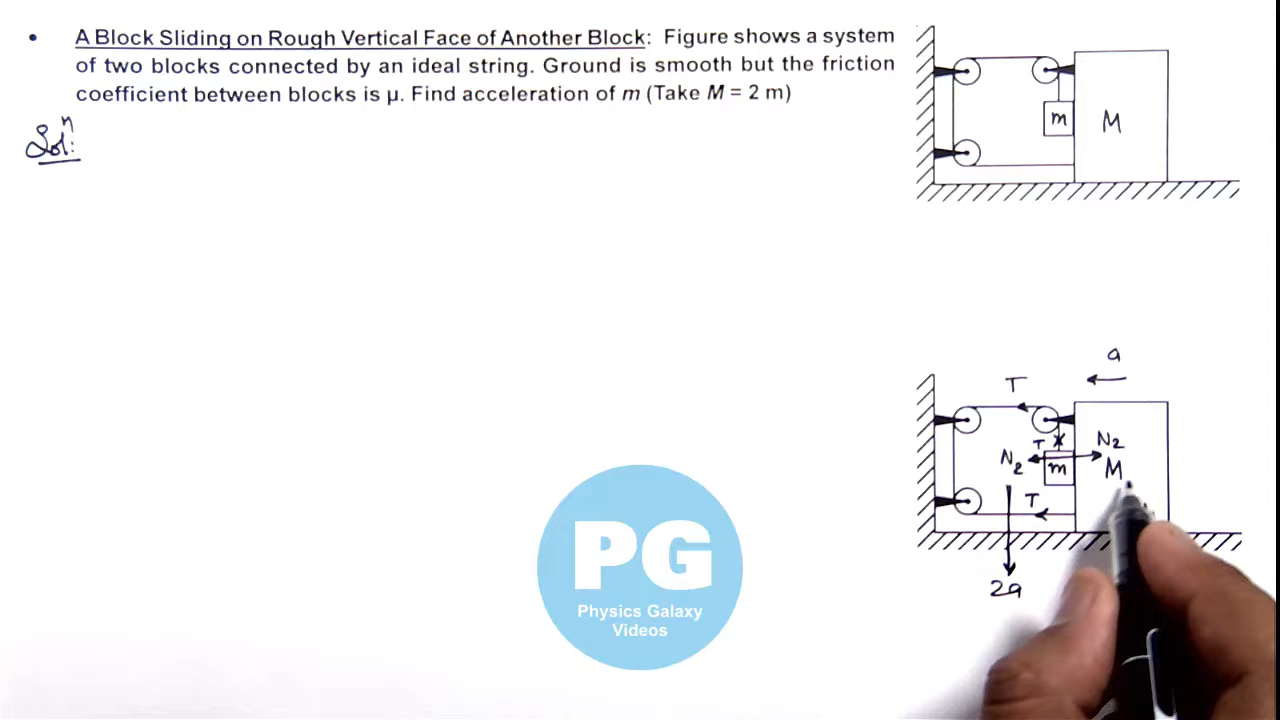 • A Block Sliding on Rough Vertical Face of Another Block: Figure shows a system
of two blocks connected by an ideal string. Ground is smooth but the friction
coefficient between blocks is μ. Find acceleration of m (Take M = 2 m)
Solⁿ:
m
M
a
T
T
N₂
N₂
m
M
T
2a
PG
Physics Galaxy
Videos